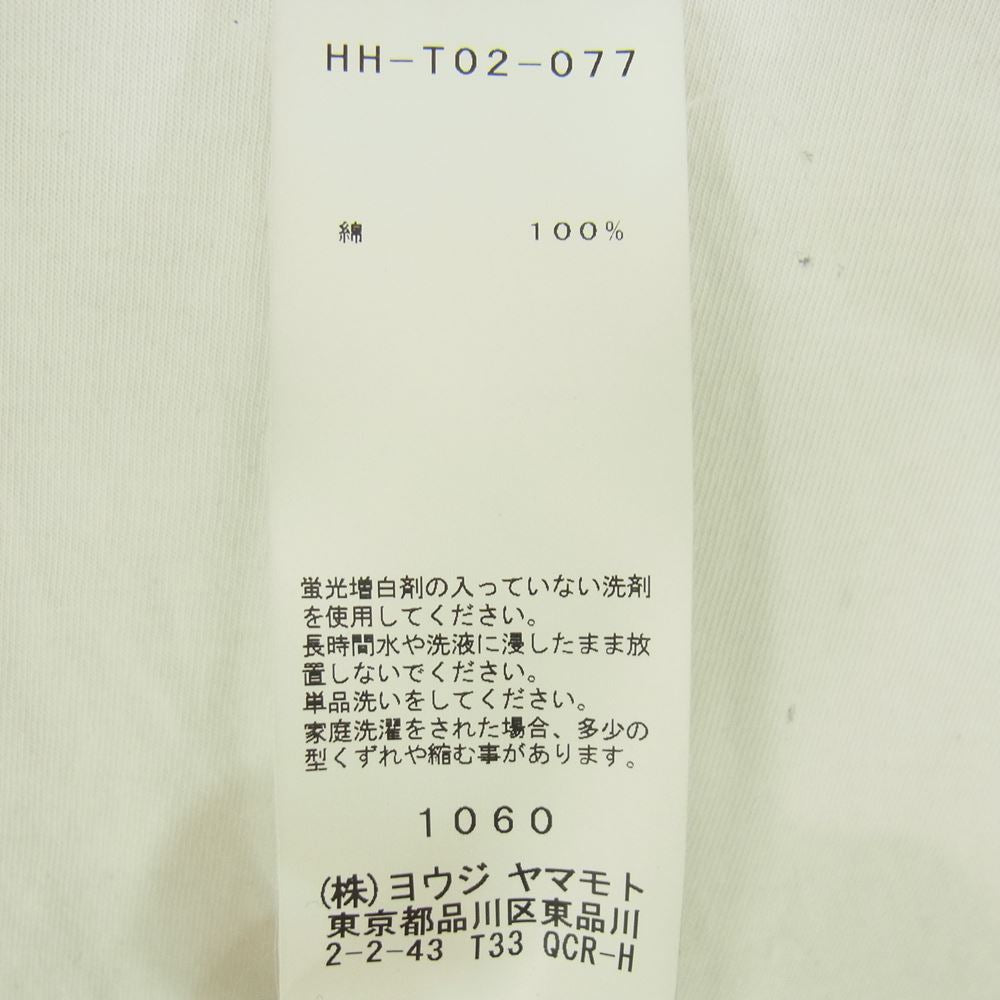 HH-T02-077
綿 100%
蛍光増白剤の入っていない洗剤
を使用してください。
長時間水や洗液に浸したまま放
置しないでください。
単品洗いをしてください。
家庭洗濯をされた場合、多少の
型くずれや縮む事があります。
1060
(株)ヨウジ ヤマモト
東京都品川区東品川
2-2-43 T33 QCR-H